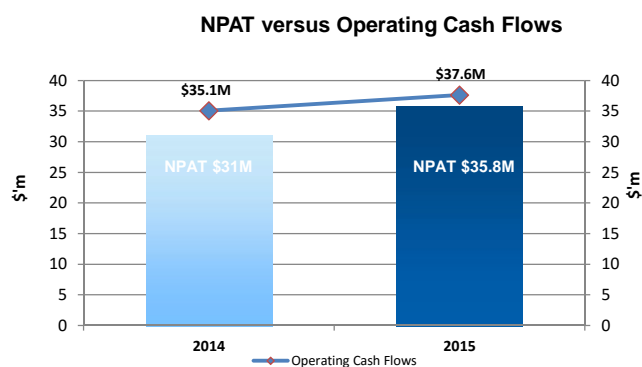 NPAT versus Operating Cash Flows
$37.6M
$35.1M
40
35
30
25
20
15
10
5
0
$'m
NPAT $31M
NPAT $35.8M
40
35
30
25
20
15
10
5
0
$'m
2014
2015
Operating Cash Flows